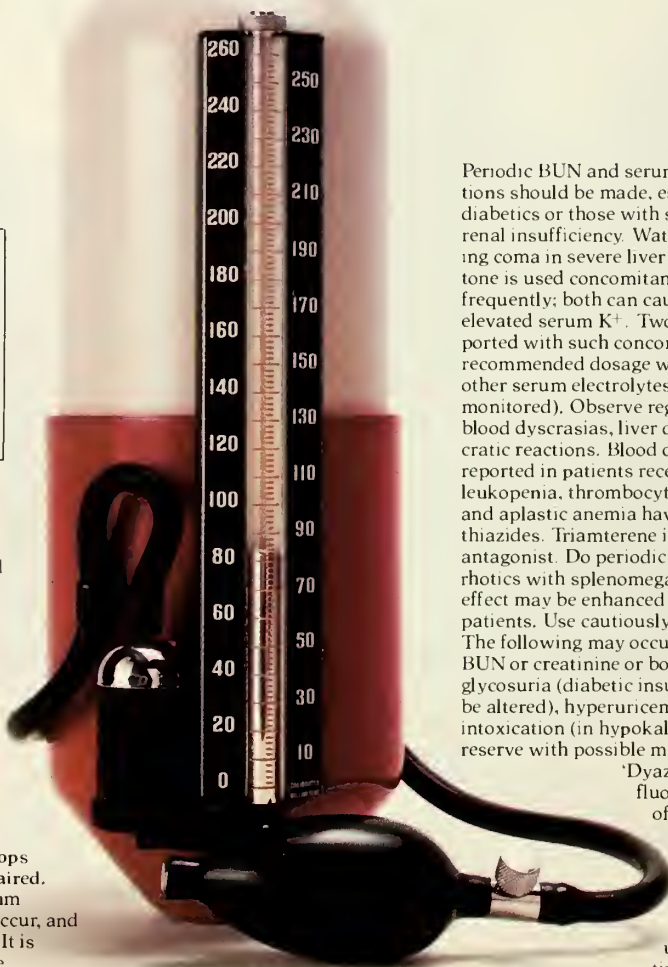 260
240
220
200
180
160
140
120
100
80
60
40
20
0
250
230
210
190
170
150
130
110
90
70
50
30
10
ops
aired.
ccur, and
It is
Periodic BUN and serum
tions should be made, es
diabetics or those with s
renal insufficiency. Wat
ing coma in severe liver
tone is used concomitan
frequently; both can cau
elevated serum K+. Two
ported with such concon
recommended dosage w
other serum electrolytes
monitored). Observe reg
blood dyscrasias, liver d
cratic reactions. Blood d
reported in patients rece
leukopenia, thrombocyt
and aplastic anemia hav
thiazides. Triamterene i
antagonist. Do periodic
rhotics with splenomega
effect may be enhanced
patients. Use cautiously
The following may occu
BUN or creatinine or bo
glycosuria (diabetic insu
be altered), hyperuricem
intoxication (in hypokal
reserve with possible m
'Dyaz
fluo
of